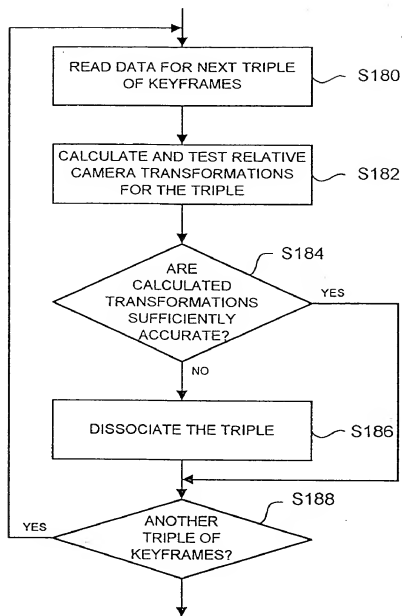 READ DATA FOR NEXT TRIPLE
OF KEYFRAMES
S180
CALCULATE AND TEST RELATIVE
CAMERA TRANSFORMATIONS
FOR THE TRIPLE
S182
S184
ARE
CALCULATED
TRANSFORMATIONS
SUFFICIENTLY
ACCURATE?
YES
NO
DISSOCIATE THE TRIPLE
S186
S188
YES
ANOTHER
TRIPLE OF
KEYFRAMES?